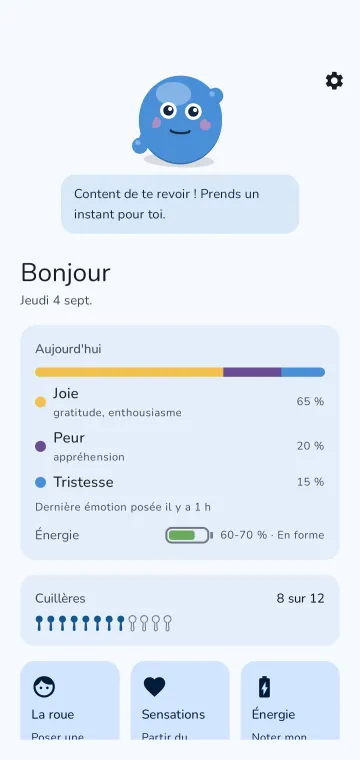 Content de te revoir ! Prends un
instant pour toi.
Bonjour
Jeudi 4 sept.
Aujourd'hui
Joie
65 %
gratitude, enthousiasme
Peur
20 %
appréhension
Tristesse
15 %
Dernière émotion posée il y a 1 h
Énergie
60-70 % · En forme
Cuillères
8 sur 12
La roue
Sensations
Énergie
Poser une
Partir du
Noter mon